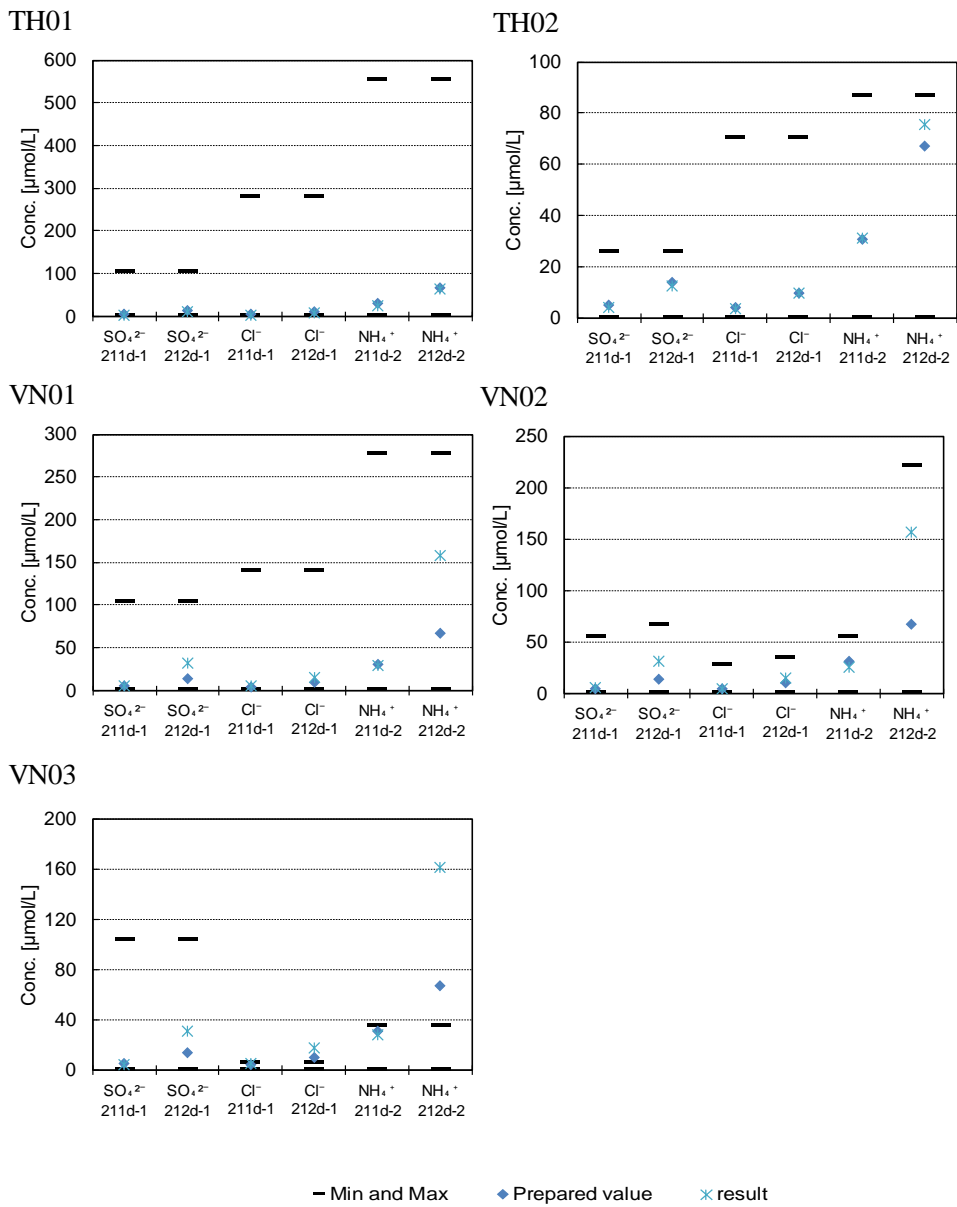 TH01
600
500
400
300
200
100
0
Conc. [µmol/L]
SO₄²⁻ SO₄²⁻ Cl⁻ Cl⁻ NH₄⁺ NH₄⁺
211d-1 212d-1 211d-1 212d-1 211d-2 212d-2
TH02
100
80
60
40
20
0
Conc. [µmol/L]
SO₄²⁻ SO₄²⁻ Cl⁻ Cl⁻ NH₄⁺ NH₄⁺
211d-1 212d-1 211d-1 212d-1 211d-2 212d-2
VN01
300
250
200
150
100
50
0
Conc. [µmol/L]
SO₄²⁻ SO₄²⁻ Cl⁻ Cl⁻ NH₄⁺ NH₄⁺
211d-1 212d-1 211d-1 212d-1 211d-2 212d-2
VN02
250
200
150
100
50
0
Conc. [µmol/L]
SO₄²⁻ SO₄²⁻ Cl⁻ Cl⁻ NH₄⁺ NH₄⁺
211d-1 212d-1 211d-1 212d-1 211d-2 212d-2
VN03
200
160
120
80
40
0
Conc. [µmol/L]
SO₄²⁻ SO₄²⁻ Cl⁻ Cl⁻ NH₄⁺ NH₄⁺
211d-1 212d-1 211d-1 212d-1 211d-2 212d-2
Min and Max Prepared value result